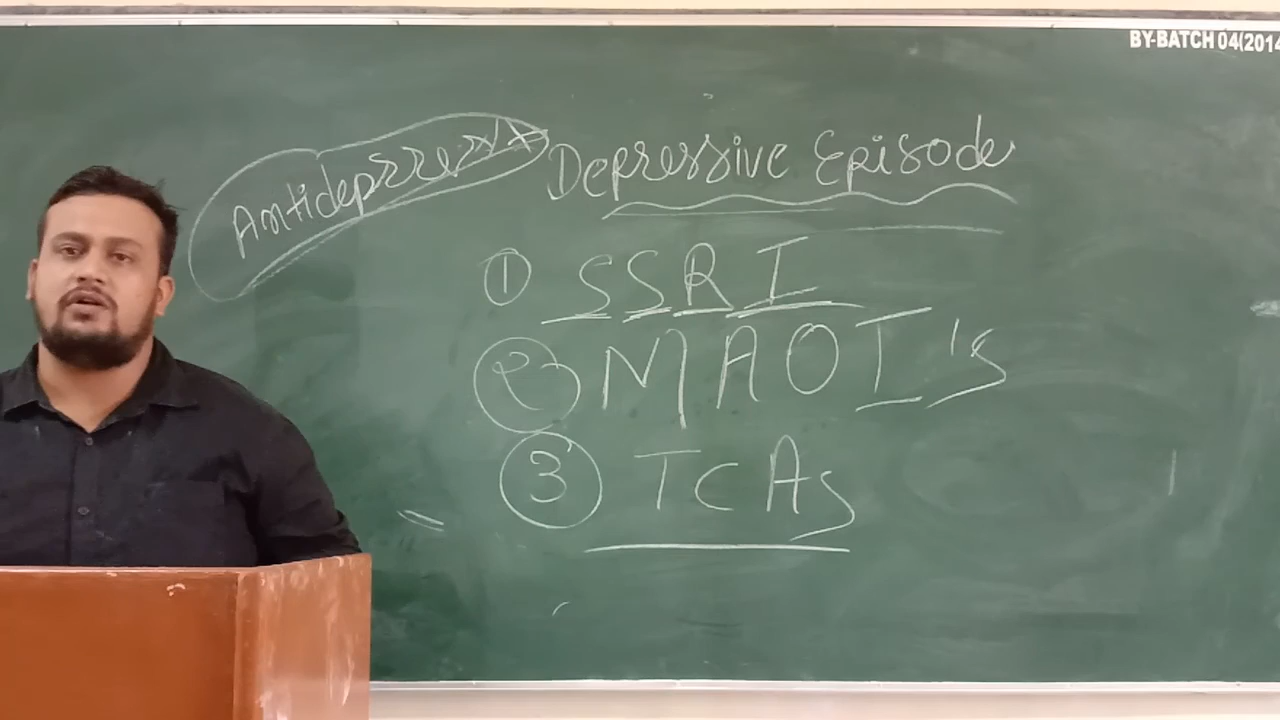 BY-BATCH 04(2014
Antidepressant
Depressive Episode
① SSRI
② MAOI's
③ TCAs